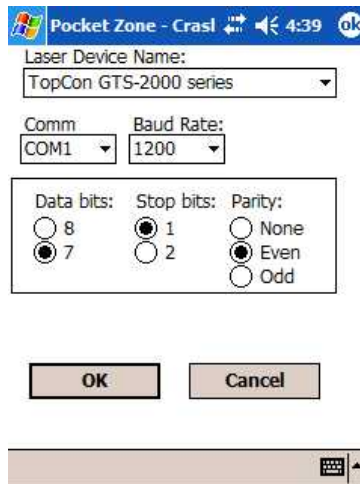 Pocket Zone - Crasl 4:39 ok
Laser Device Name:
TopCon GTS-2000 series
Comm Baud Rate:
COM1 1200
Data bits: Stop bits: Parity:
8 1 None
7 2 Even
Odd
OK Cancel